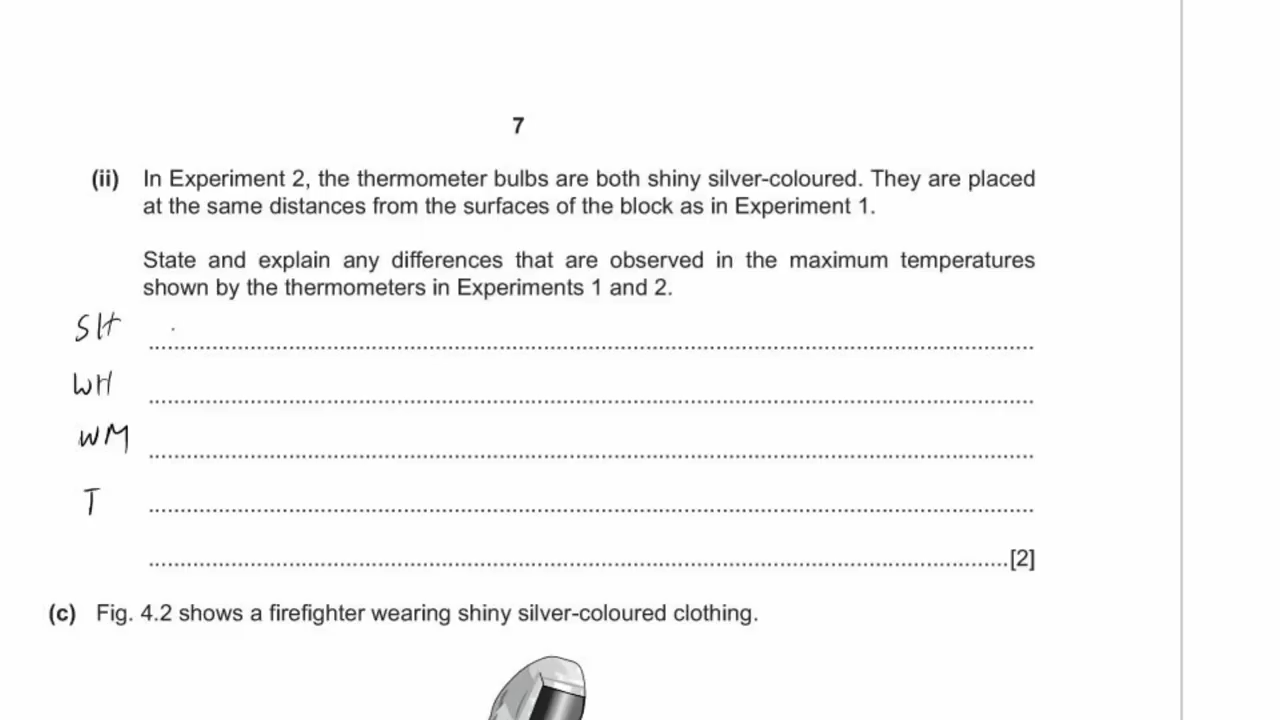 7
(ii) In Experiment 2, the thermometer bulbs are both shiny silver-coloured. They are placed
at the same distances from the surfaces of the block as in Experiment 1.
State and explain any differences that are observed in the maximum temperatures
shown by the thermometers in Experiments 1 and 2.
SH
WH
WM
T
[2]
(c) Fig. 4.2 shows a firefighter wearing shiny silver-coloured clothing.